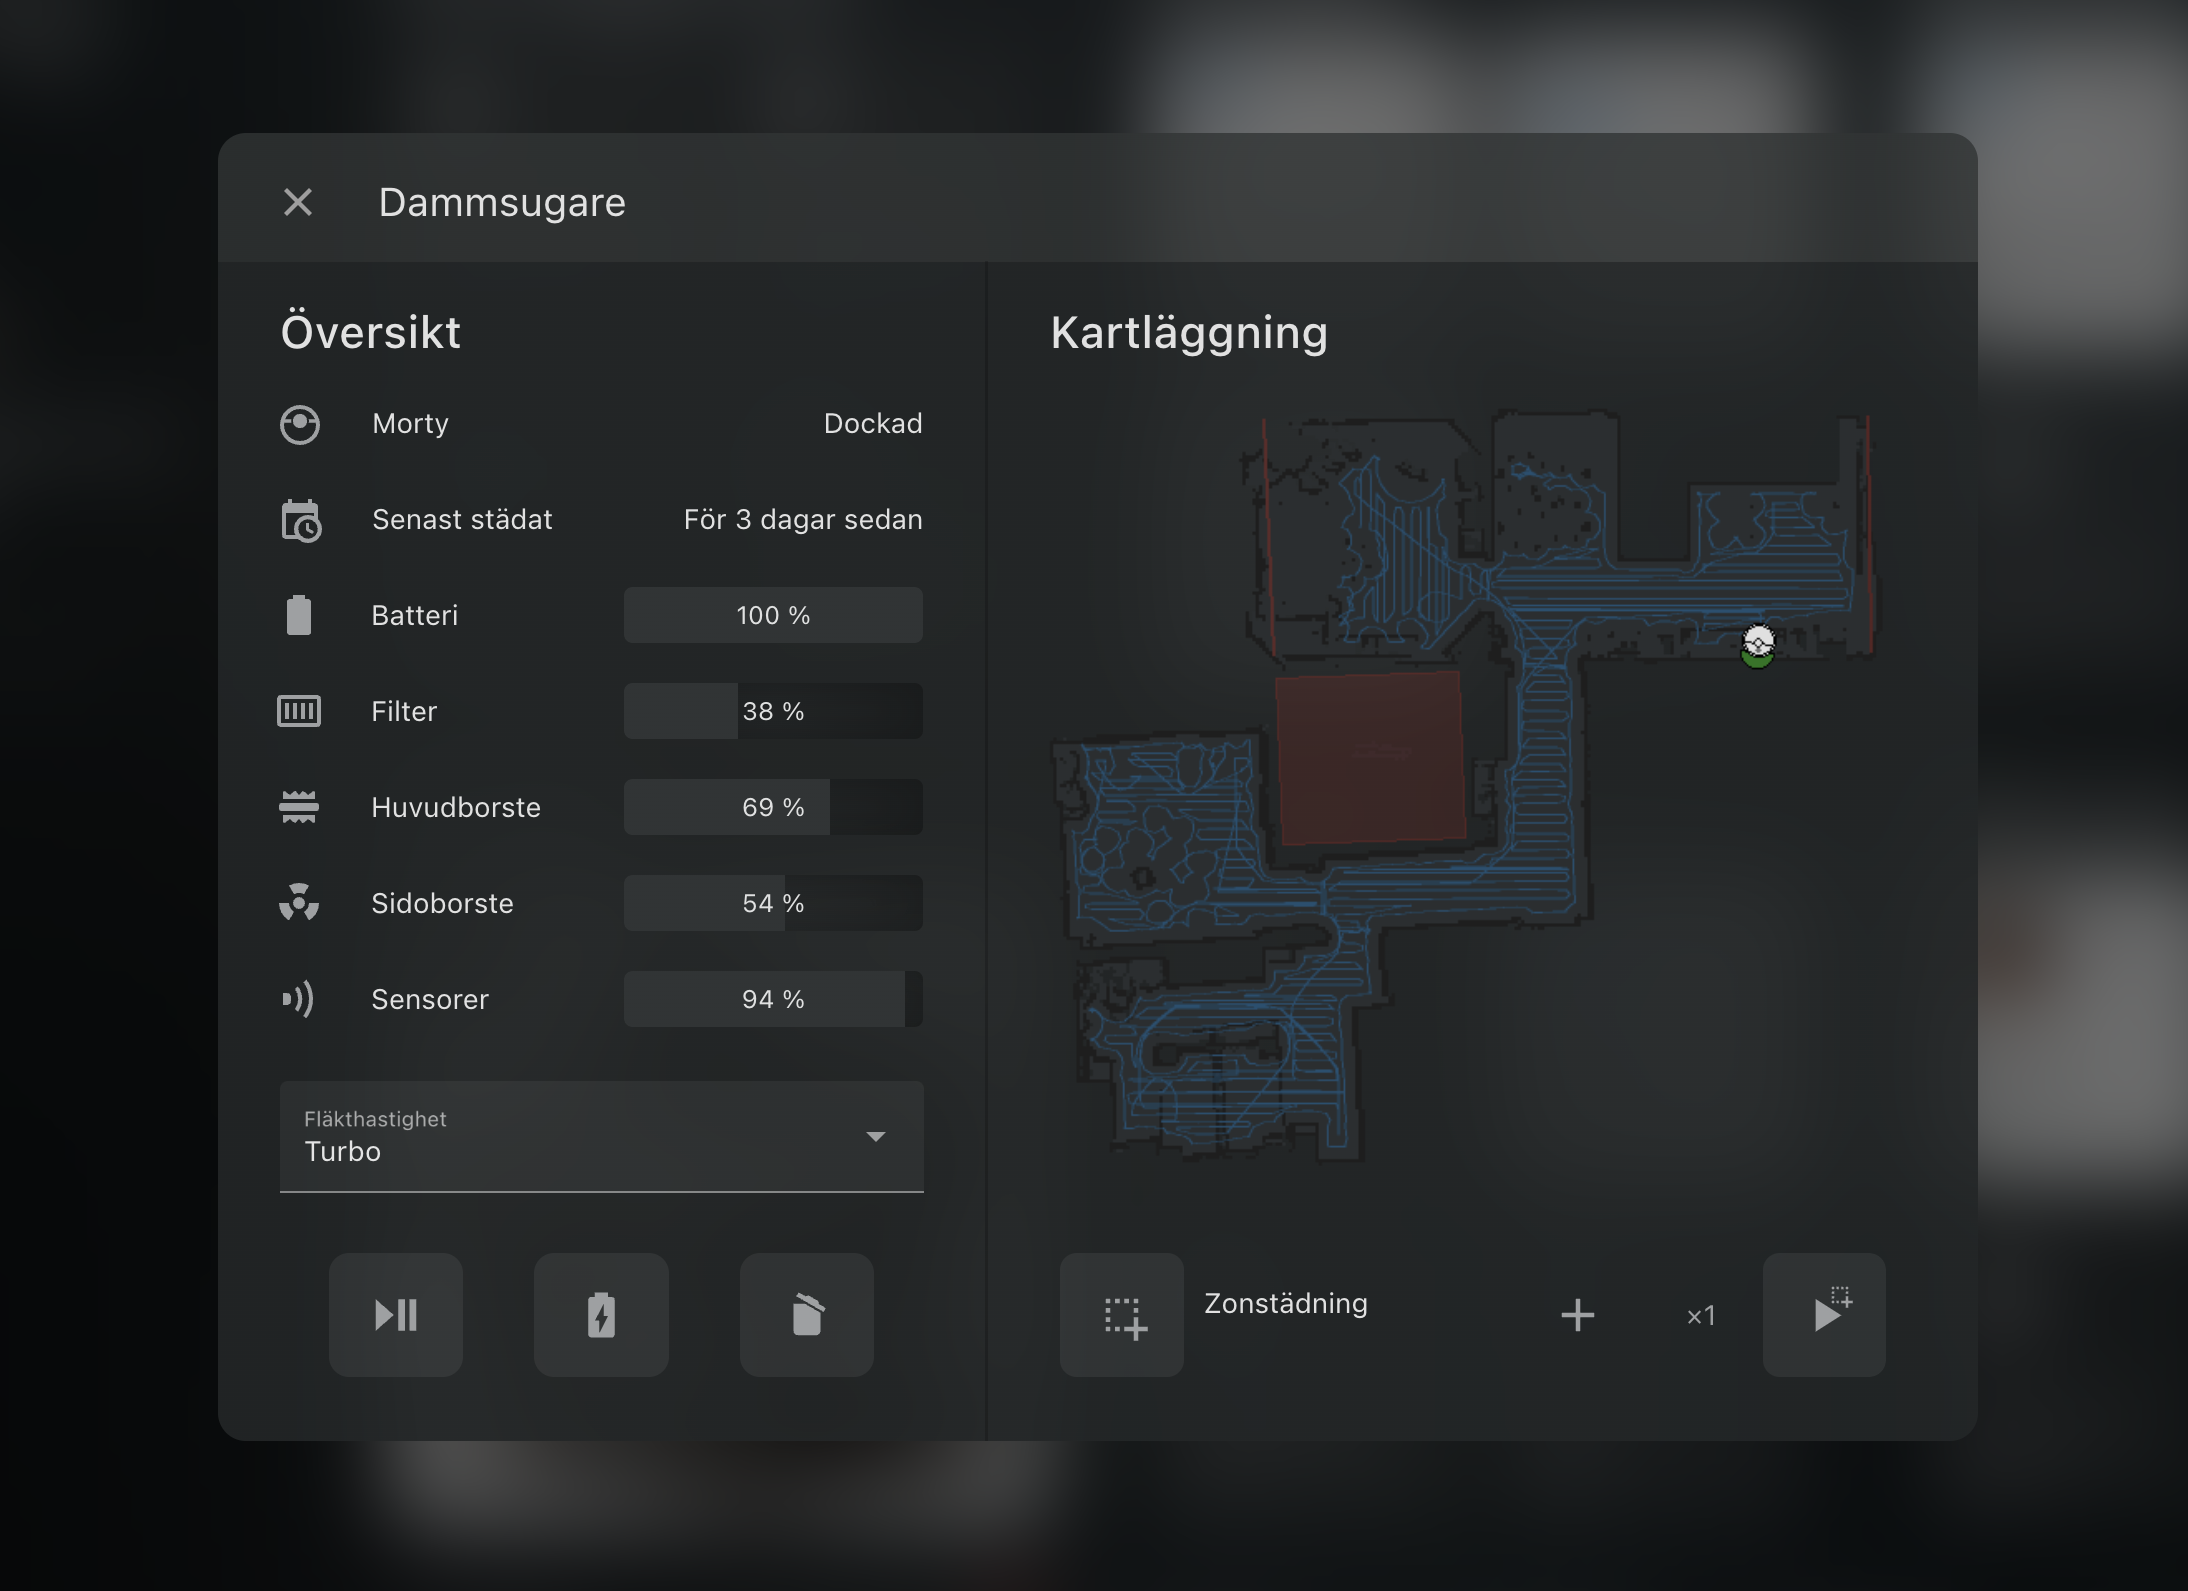 Dammsugare
Översikt
Morty Dockad
Senast städat För 3 dagar sedan
Batteri 100 %
Filter 38 %
Huvudborste 69 %
Sidoborste 54 %
Sensorer 94 %
Fläkthastighet
Turbo
Kartläggning
Zonstädning
×1